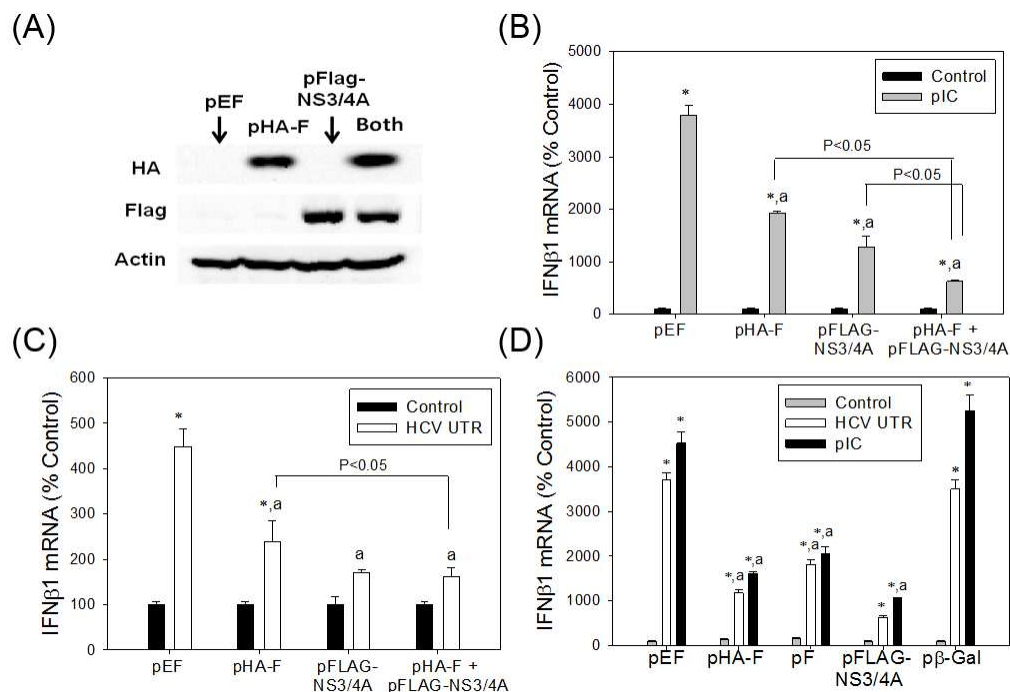 (A)
pFlag-
NS3/4A
pEF
pHA-F
Both
HA
Flag
Actin
(B)
IFNβ1 mRNA (% Control)
5000
4000
3000
2000
1000
0
Control
pIC
*
*,a
*,a
*,a
P<0.05
P<0.05
pEF
pHA-F
pFLAG-
NS3/4A
pHA-F +
pFLAG-NS3/4A
(C)
IFNβ1 mRNA (% Control)
600
500
400
300
200
100
0
Control
HCV UTR
*
*,a
a
a
P<0.05
pEF
pHA-F
pFLAG-
NS3/4A
pHA-F +
pFLAG-NS3/4A
(D)
IFNβ1 mRNA (% Control)
6000
5000
4000
3000
2000
1000
0
Control
HCV UTR
pIC
*
*
*,a
*,a
*,a
*,a
*
*,a
*
*
pEF
pHA-F
pF
pFLAG-
NS3/4A
pβ-Gal